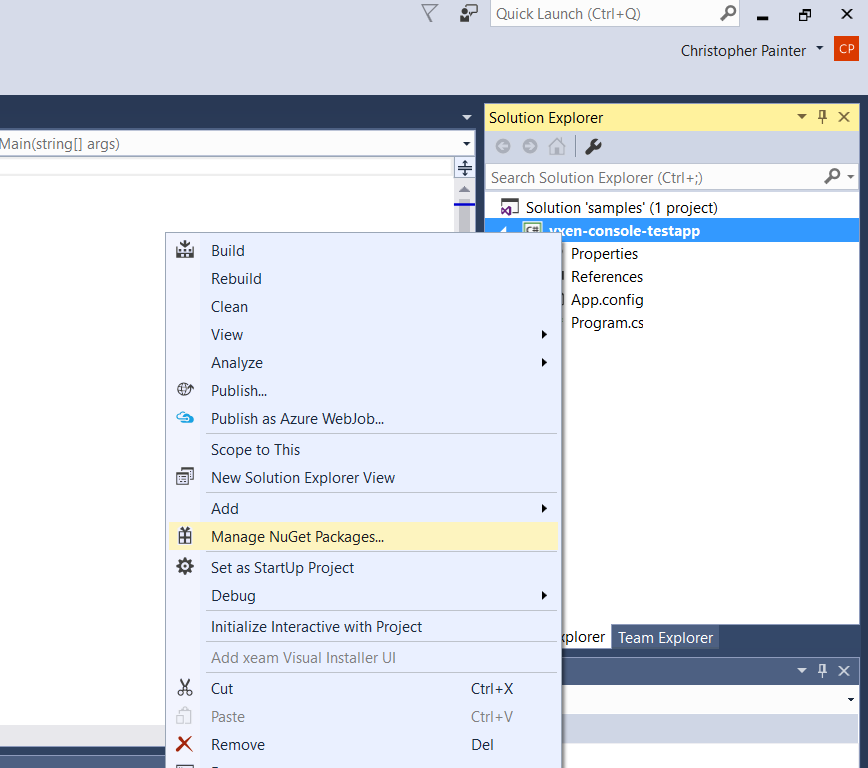 Quick Launch (Ctrl+Q)
Christopher Painter
CP
Main(string[] args)
Solution Explorer
Search Solution Explorer (Ctrl+;)
Solution 'samples' (1 project)
C#
-console-testapp
Properties
References
App.config
Program.cs
Build
Rebuild
Clean
View
Analyze
Publish...
Publish as Azure WebJob...
Scope to This
New Solution Explorer View
Add
Manage NuGet Packages...
Set as StartUp Project
Debug
Initialize Interactive with Project
Add xeam Visual Installer UI
Cut Ctrl+X
Paste Ctrl+V
Remove Del
xplorer
Team Explorer